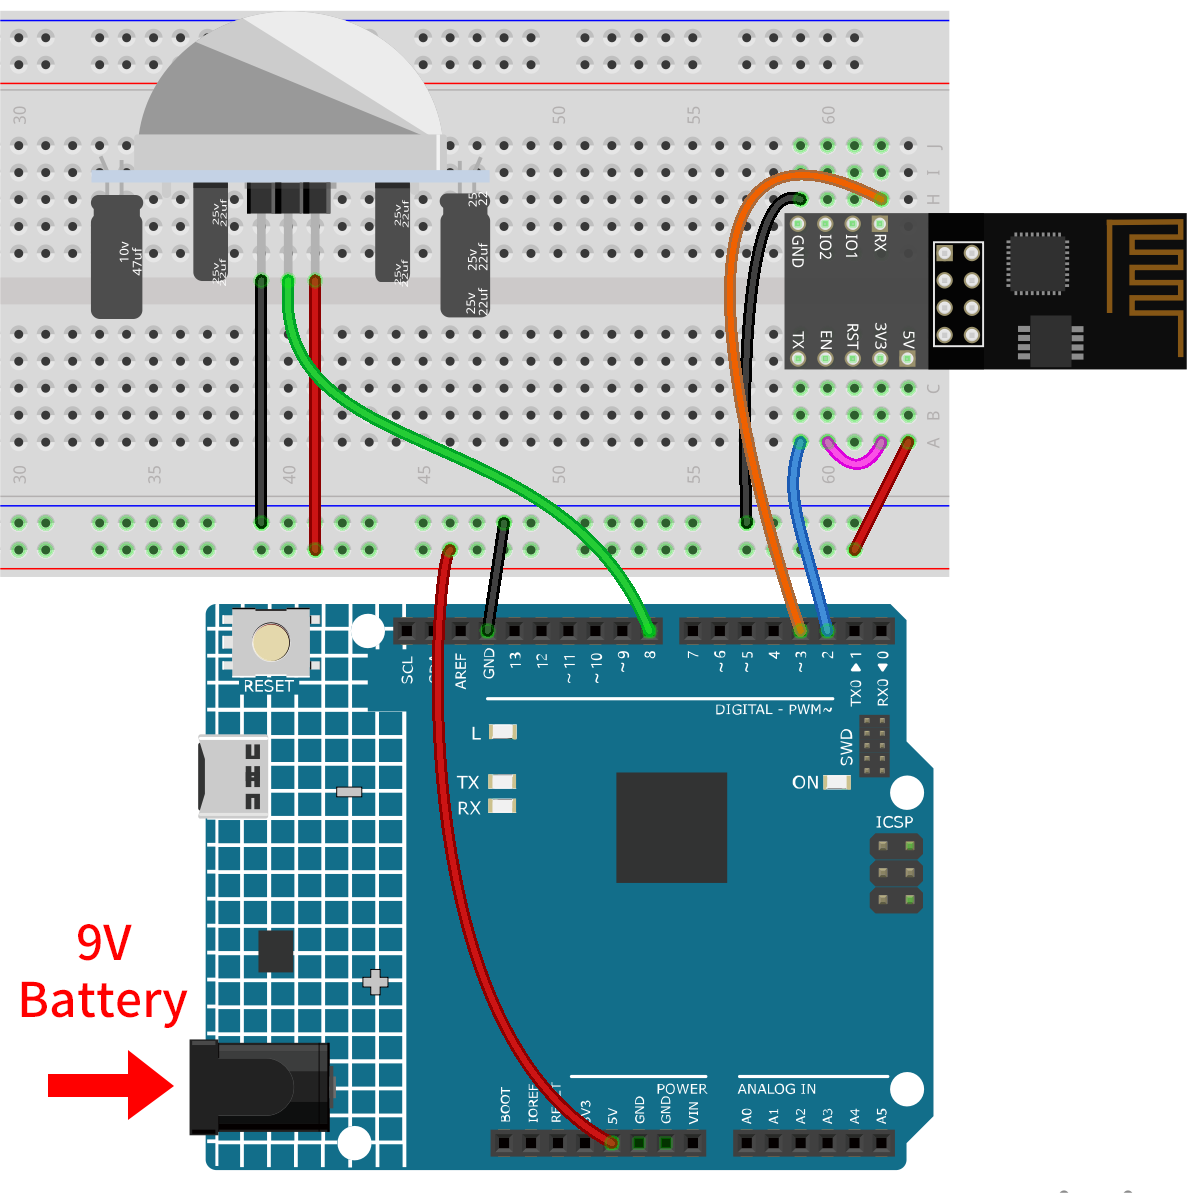 30
50
55
60
J
I
H
10v
47uf
25v
22uf
25v
22uf
25v
22uf
25v
22uf
25v
22uf
25v
22uf
GND
IO2
IO1
RX
TX
EN
RST
3V3
5V
C
B
A
30
35
40
45
50
55
60
SCL
AREF
GND
13
12
~11
~10
~9
8
7
~6
~5
4
~3
2
TX0 ▶ 1
RX0 ◀ 0
RESET
DIGITAL - PWM~
L
TX
RX
ON
SWD
ICSP
9V
Battery
BOOT
IOREF
5V
GND
GND
VIN
POWER
ANALOG IN
A0
A1
A2
A3
A4
A5